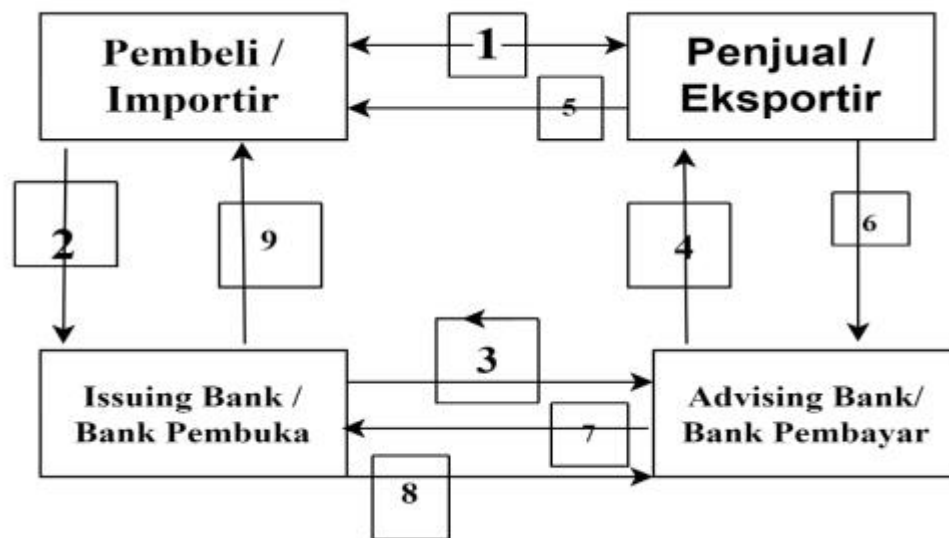 Pembeli /
Importir
1
Penjual /
Eksportir
5
2
9
4
6
3
Issuing Bank /
Bank Pembuka
7
Advising Bank/
Bank Pembayar
8